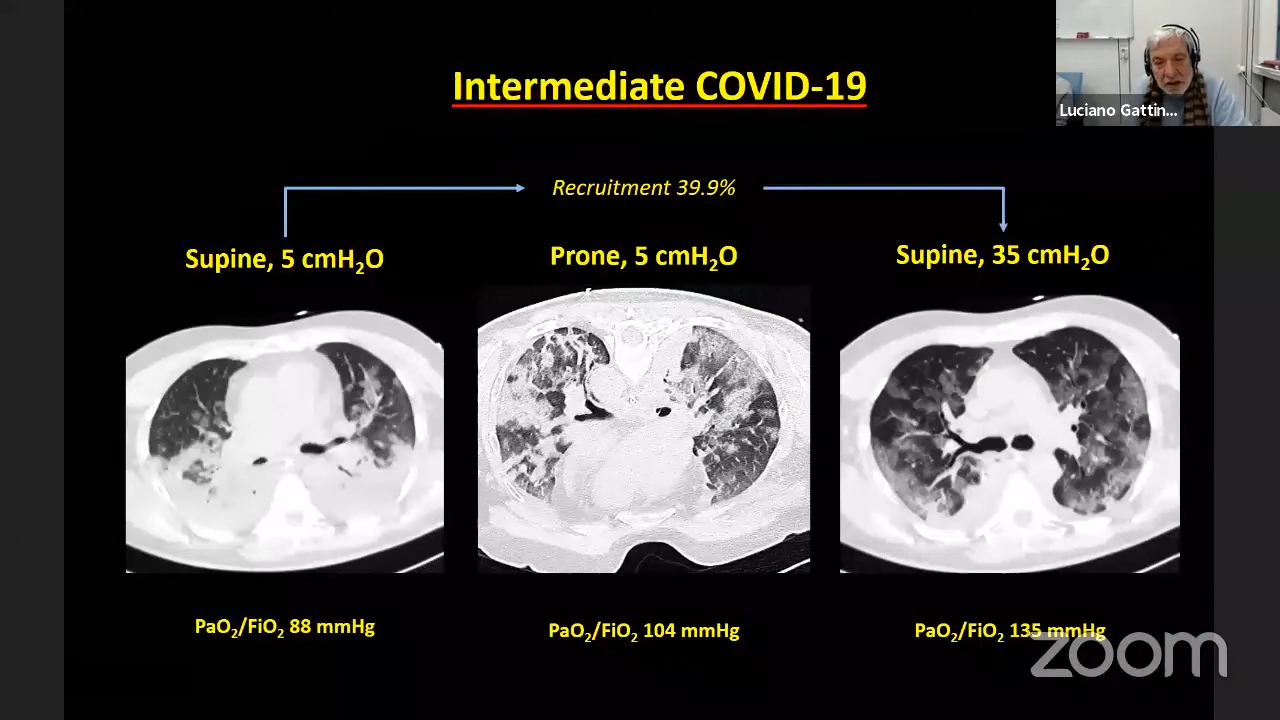 Intermediate COVID-19
Luciano Gattin...
Recruitment 39.9%
Supine, 5 cmH₂O
Prone, 5 cmH₂O
Supine, 35 cmH₂O
PaO₂/FiO₂ 88 mmHg
PaO₂/FiO₂ 104 mmHg
PaO₂/FiO₂ 135 mmHg
zoom